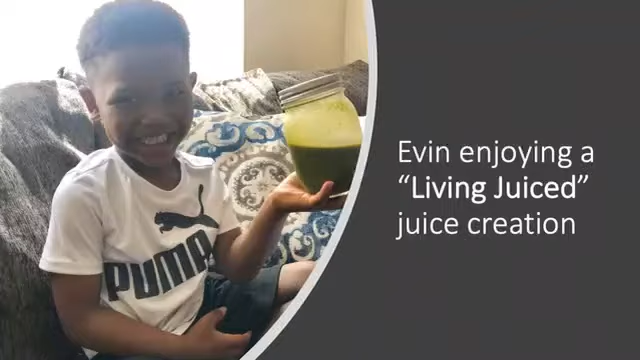 PUMA
Evin enjoying a
“Living Juiced”
juice creation